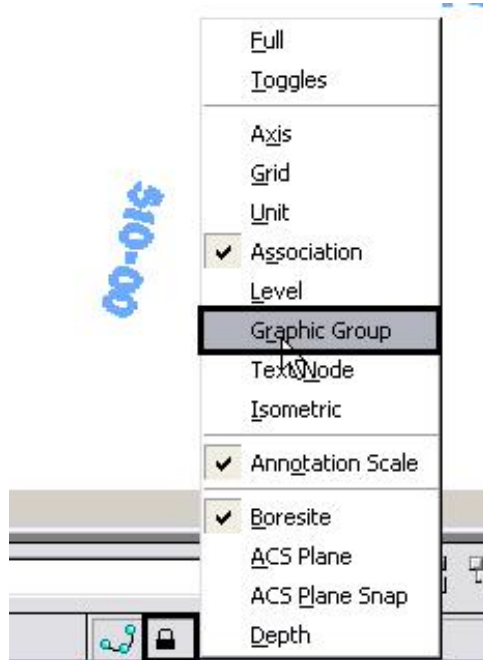 Full
Toggles
Axis
Grid
Unit
Association
Level
Graphic Group
Text Node
Isometric
Annotation Scale
Boresite
ACS Plane
ACS Plane Snap
Depth